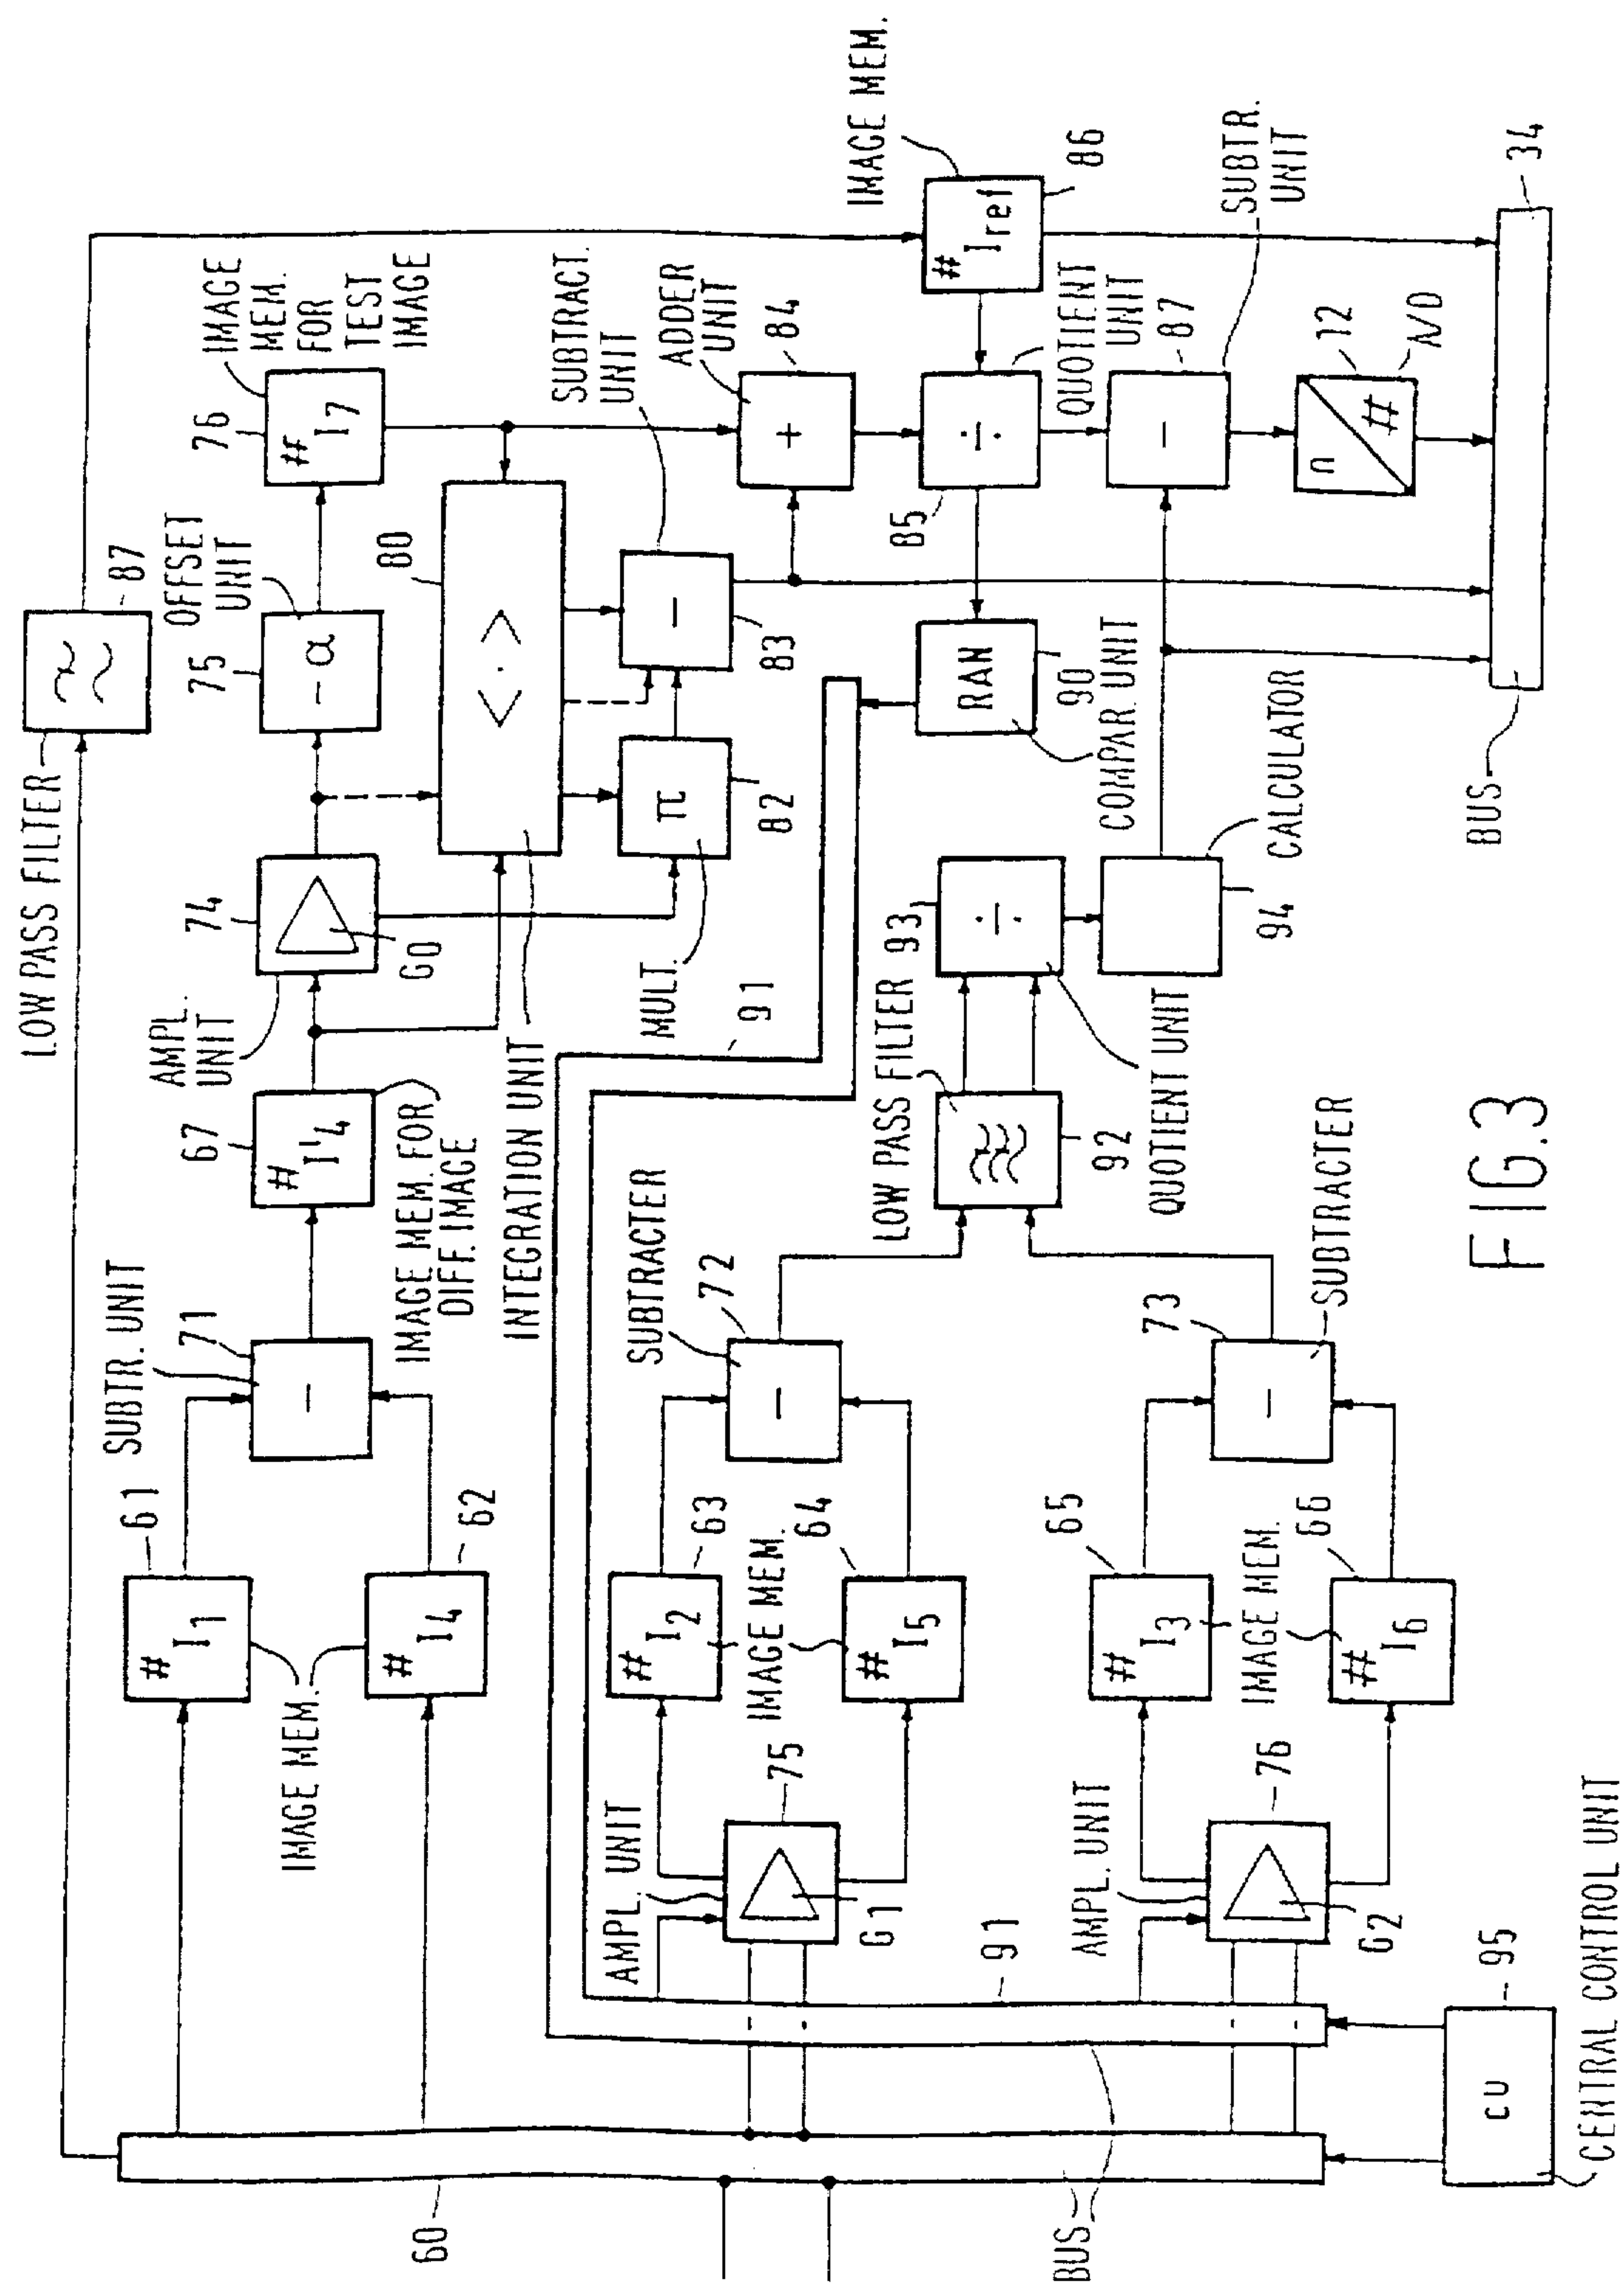 LOW PASS FILTER
87
IMAGE MEM.
# Iref
86
SUBTR. UNIT
71
61
# I1
62
# I4
IMAGE MEM.
67
# I'4
IMAGE MEM. FOR
DIFF. IMAGE
AMPL.
UNIT
74
G0
75
OFFSET
UNIT
- α
76
# I7
IMAGE
MEM.
FOR
TEST
IMAGE
80
< . >
INTEGRATION UNIT
π
82
MULT.
SUBTRACT.
UNIT
-
83
ADDER
UNIT
+
84
85
÷
QUOTIENT
UNIT
RAN
90
COMPAR. UNIT
-
87
SUBTR.
UNIT
n
#
12
A/D
34
BUS
91
SUBTRACTER
72
-
63
# I2
IMAGE MEM.
64
# I5
AMPL. UNIT
75
G1
LOW PASS FILTER
92
93
÷
QUOTIENT UNIT
94
CALCULATOR
73
-
SUBTRACTER
65
# I3
IMAGE MEM.
66
# I6
AMPL. UNIT
76
G2
91
60
BUS
CU
95
CENTRAL CONTROL UNIT
-
FIG.3